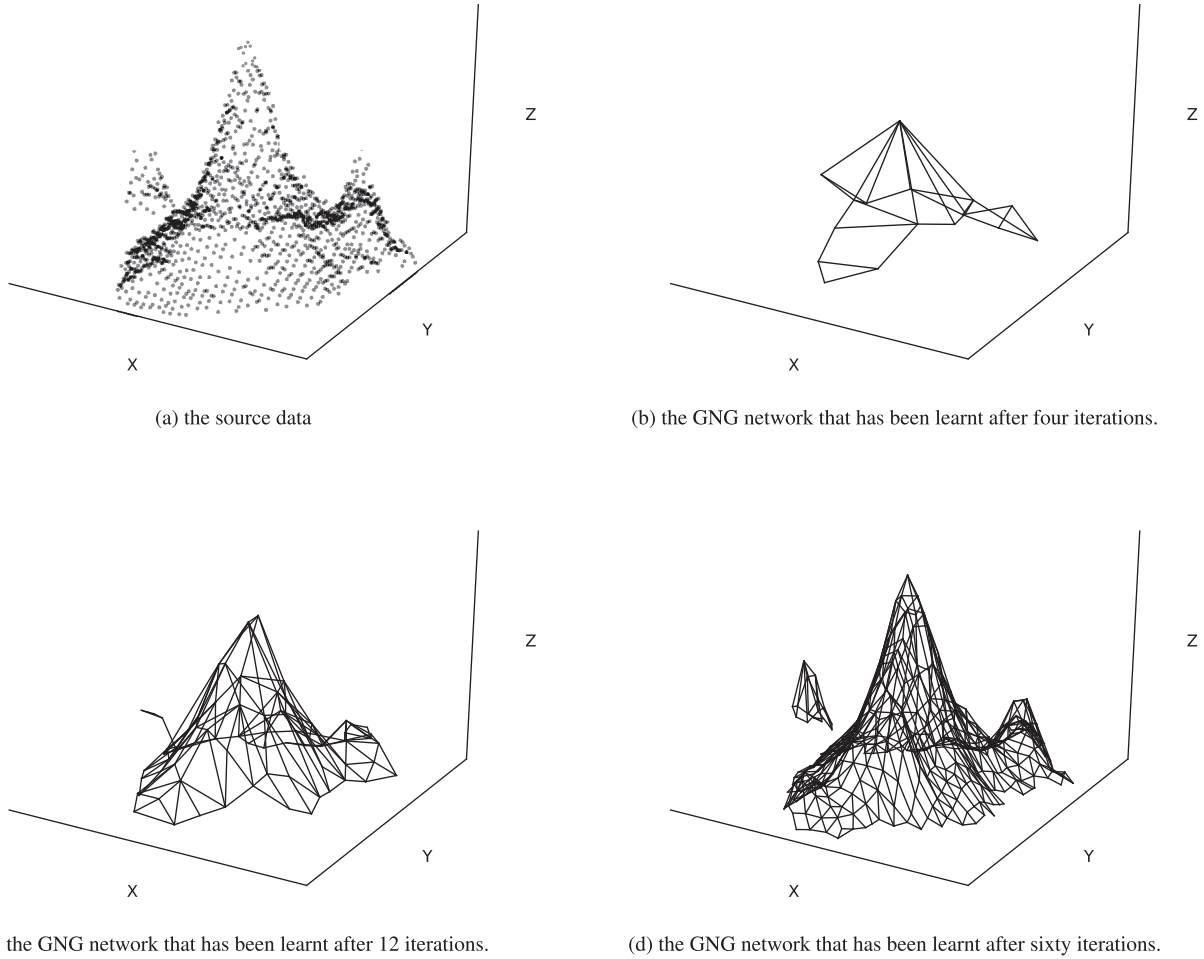 Z
Z
Y
Y
X
X
(a) the source data
(b) the GNG network that has been learnt after four iterations.
Z
Z
Y
Y
X
X
the GNG network that has been learnt after 12 iterations.
(d) the GNG network that has been learnt after sixty iterations.